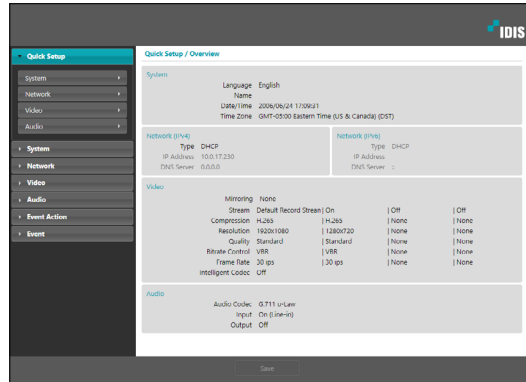 IDIS
Quick Setup
System
Network
Video
Audio
System
Network
Video
Audio
Event Action
Event
Quick Setup / Overview
System
Language English
Name
Date/Time 2006/06/24 17:09:31
Time Zone GMT-05:00 Eastern Time (US & Canada) (DST)
Network (IPv4)
Type DHCP
IP Address 10.0.17.230
DNS Server 0.0.0.0
Network (IPv6)
Type DHCP
IP Address
DNS Server ::
Video
Mirroring None
Stream Default Record Strean | On | Off | Off
Compression H.265 | H.265 | None | None
Resolution 1920x1080 | 1280x720 | None | None
Quality Standard | Standard | None | None
Bitrate Control VBR | VBR | None | None
Frame Rate 30 ips | 30 ips | None | None
Intelligent Codec Off
Audio
Audio Codec G.711 u-Law
Input On (Line-in)
Output Off
Save